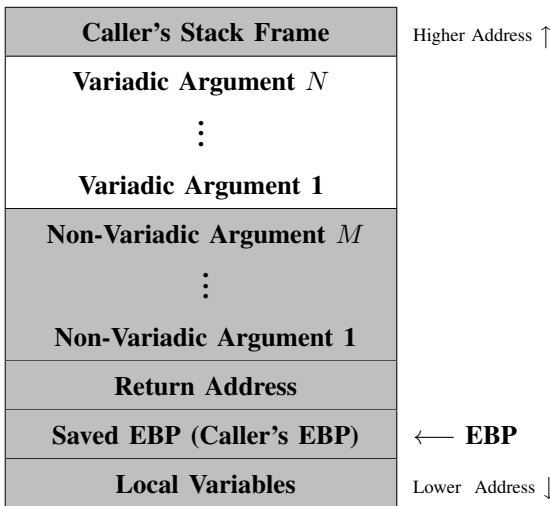 Caller's Stack Frame
Higher Address ↑
Variadic Argument N
⋮
Variadic Argument 1
Non-Variadic Argument M
⋮
Non-Variadic Argument 1
Return Address
Saved EBP (Caller's EBP)
⟵ EBP
Local Variables
Lower Address ↓